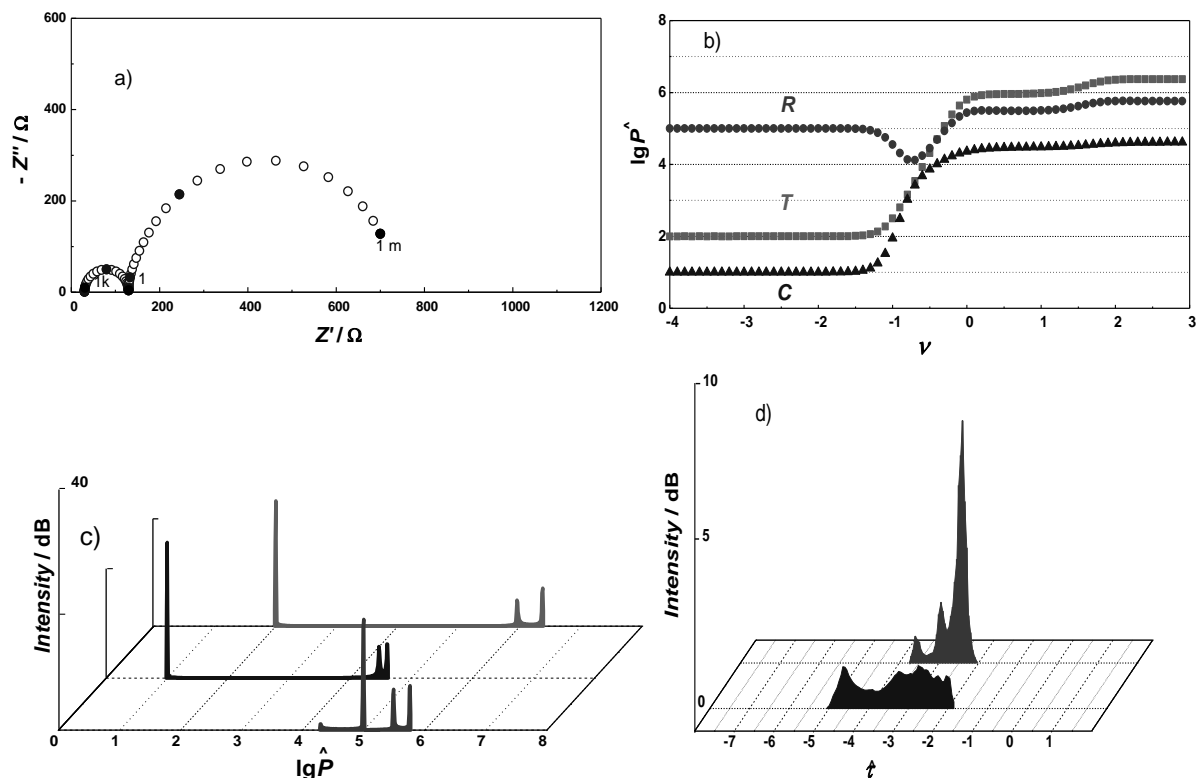 a)
- Z'' / Ω
600
400
200
0
1k
1
1 m
0 200 400 600 800 1000 1200
Z' / Ω
b)
lgP^
8
6
4
2
0
R
T
C
-4 -3 -2 -1 0 1 2 3
ν
c)
Intensity / dB
40
0 1 2 3 4 5 6 7 8
lgP^
d)
Intensity / dB
10
5
0
-7 -6 -5 -4 -3 -2 -1 0 1